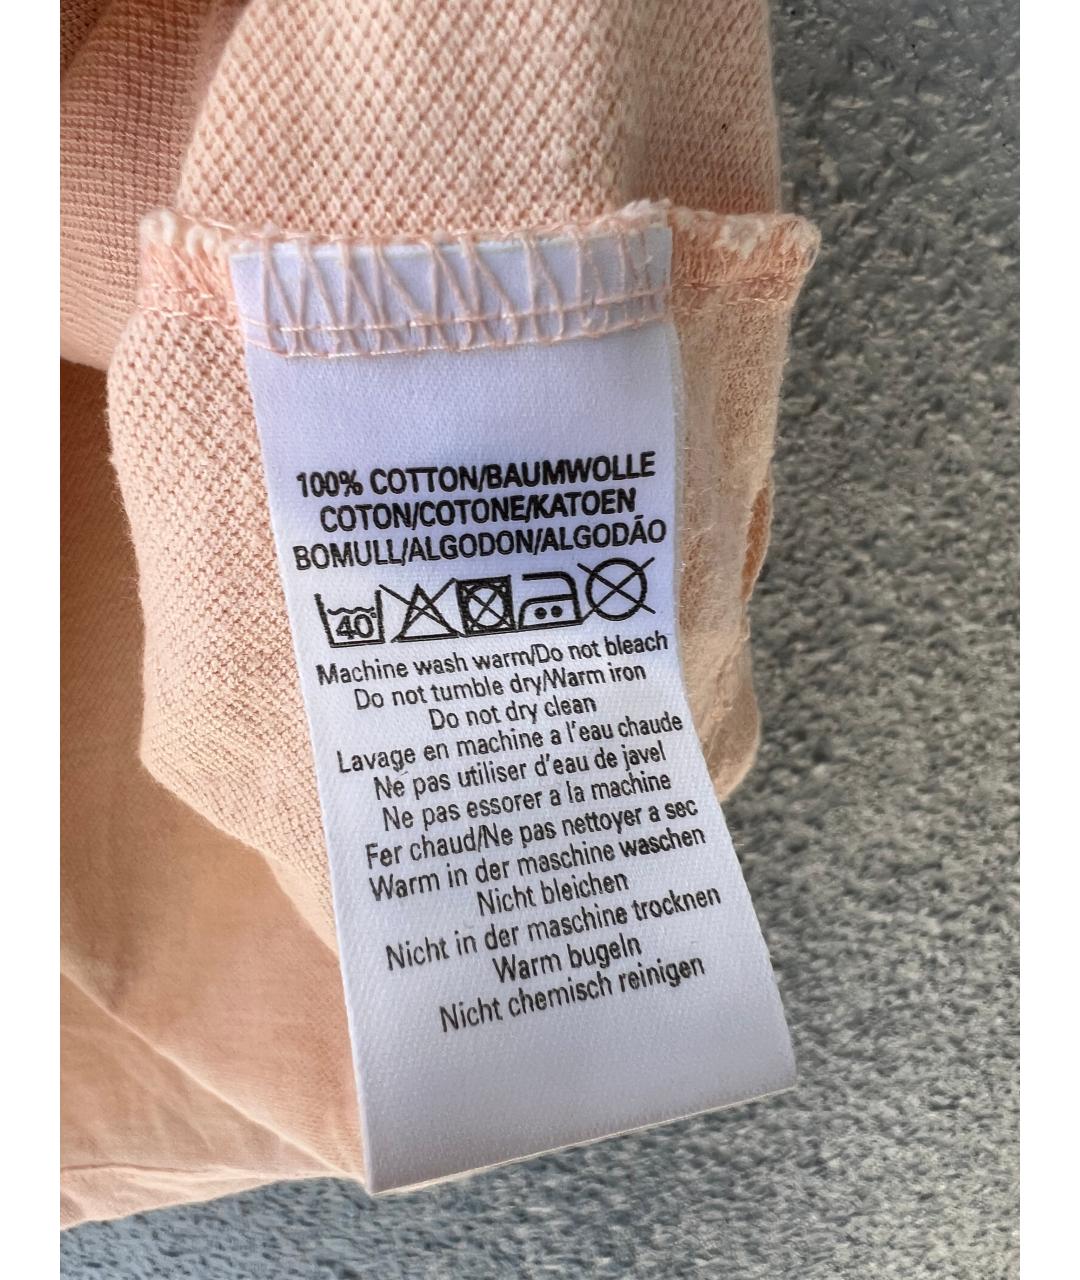 100% COTTON/BAUMWOLLE
COTON/COTONE/KATOEN
BOMULL/ALGODON/ALGODÃO
40°
Machine wash warm/Do not bleach
Do not tumble dry/Warm iron
Do not dry clean
Lavage en machine a l'eau chaude
Ne pas utiliser d'eau de javel
Ne pas essorer a la machine
Fer chaud/Ne pas nettoyer a sec
Warm in der maschine waschen
Nicht bleichen
Nicht in der maschine trocknen
Warm bugeln
Nicht chemisch reinigen